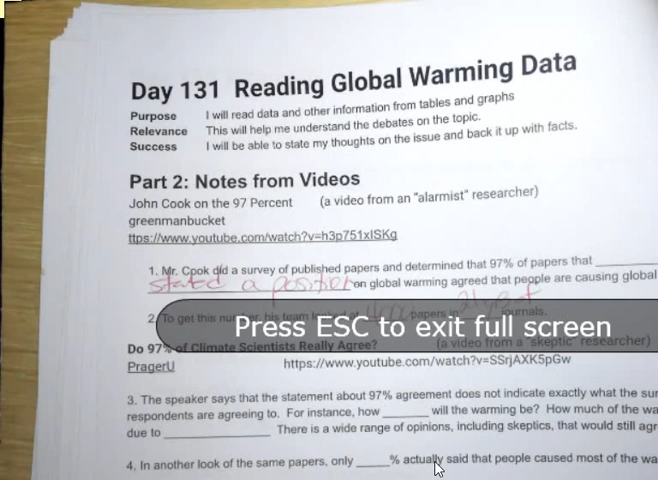 Day 131 Reading Global Warming Data
Purpose I will read data and other information from tables and graphs
Relevance This will help me understand the debates on the topic.
Success I will be able to state my thoughts on the issue and back it up with facts.
Part 2: Notes from Videos
John Cook on the 97 Percent (a video from an "alarmist" researcher)
greenmanbucket
ttps://www.youtube.com/watch?v=h3p751xISKg
1. Mr. Cook did a survey of published papers and determined that 97% of papers that ________
stated a position on global warming agreed that people are causing global
2. To get this number, his team papers in journals.
Press ESC to exit full screen
Do 97% of Climate Scientists Really Agree? (a video from a "skeptic" researcher)
PragerU https://www.youtube.com/watch?v=SSrjAXK5pGw
3. The speaker says that the statement about 97% agreement does not indicate exactly what the sur
respondents are agreeing to. For instance, how ______ will the warming be? How much of the wa
due to ______________ There is a wide range of opinions, including skeptics, that would still agr
4. In another look of the same papers, only _____% actually said that people caused most of the wa